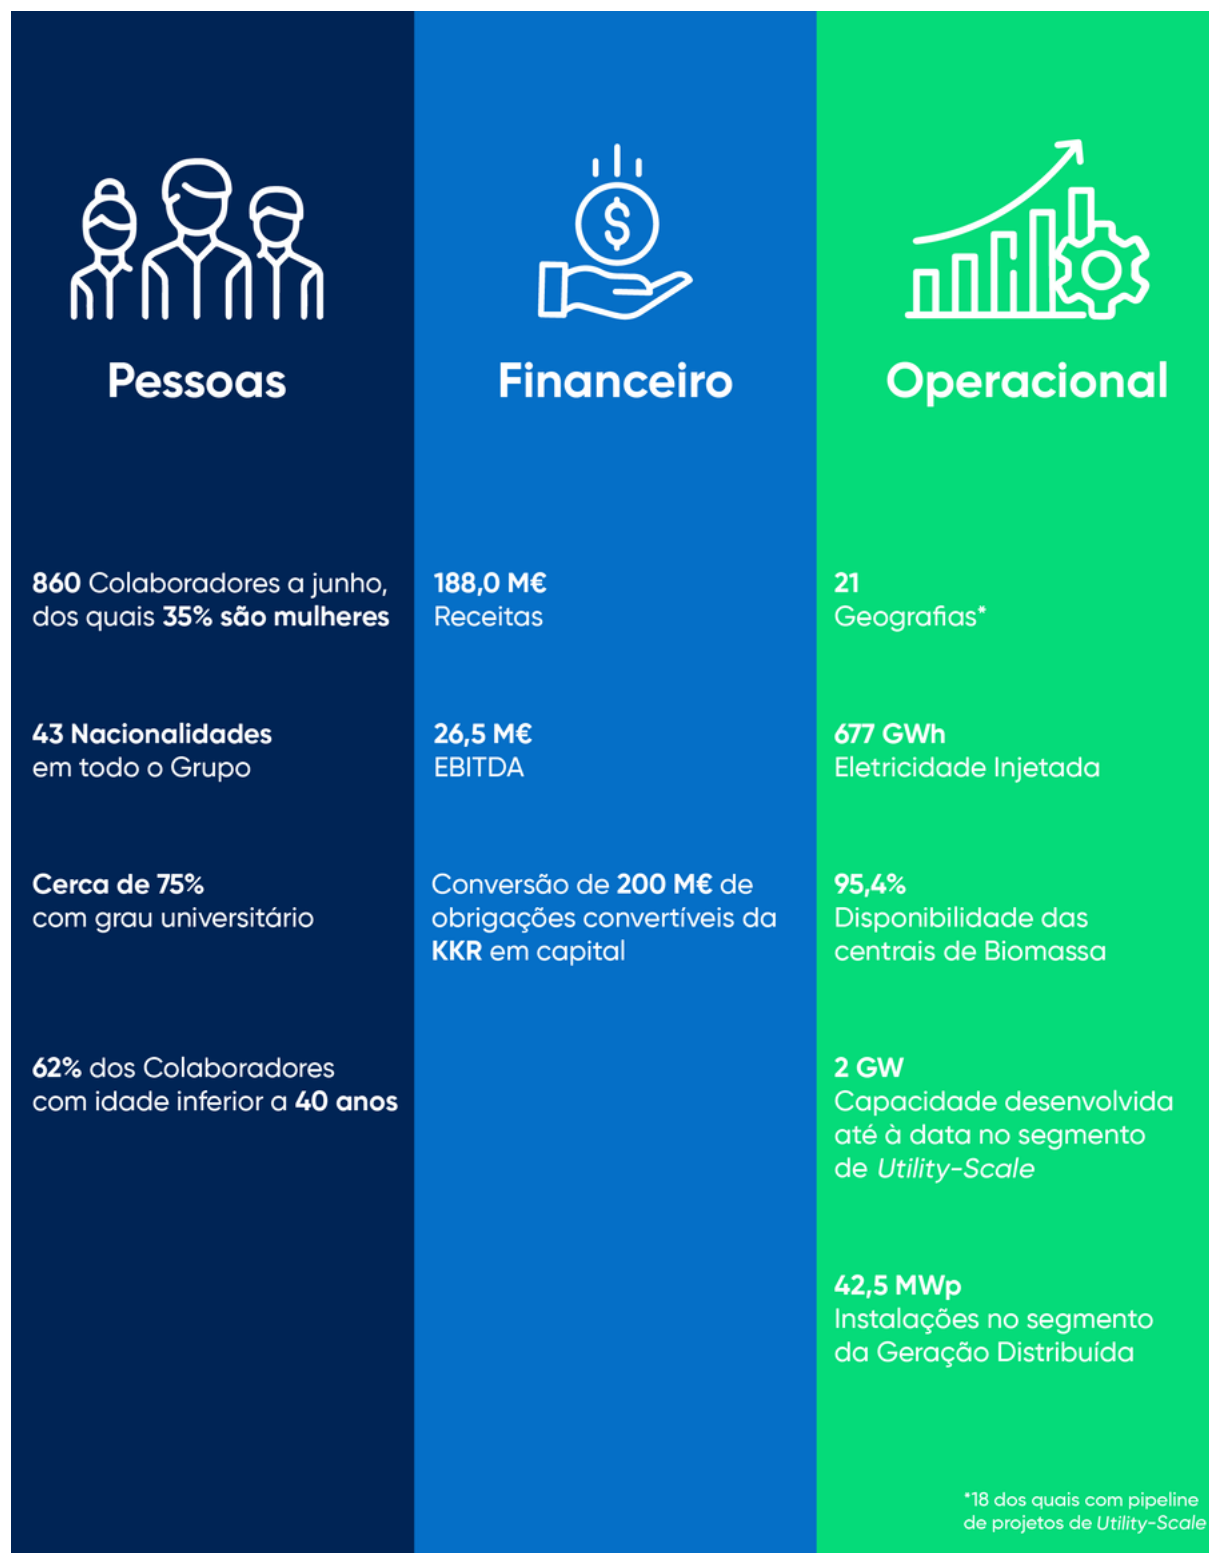 Pessoas
860 Colaboradores a junho,
dos quais 35% são mulheres
43 Nacionalidades
em todo o Grupo
Cerca de 75%
com grau universitário
62% dos Colaboradores
com idade inferior a 40 anos
Financeiro
188,0 M€
Receitas
26,5 M€
EBITDA
Conversão de 200 M€ de
obrigações convertíveis da
KKR em capital
Operacional
21
Geografias*
677 GWh
Eletricidade Injetada
95,4%
Disponibilidade das
centrais de Biomassa
2 GW
Capacidade desenvolvida
até à data no segmento
de Utility-Scale
42,5 MWp
Instalações no segmento
da Geração Distribuída
*18 dos quais com pipeline
de projetos de Utility-Scale